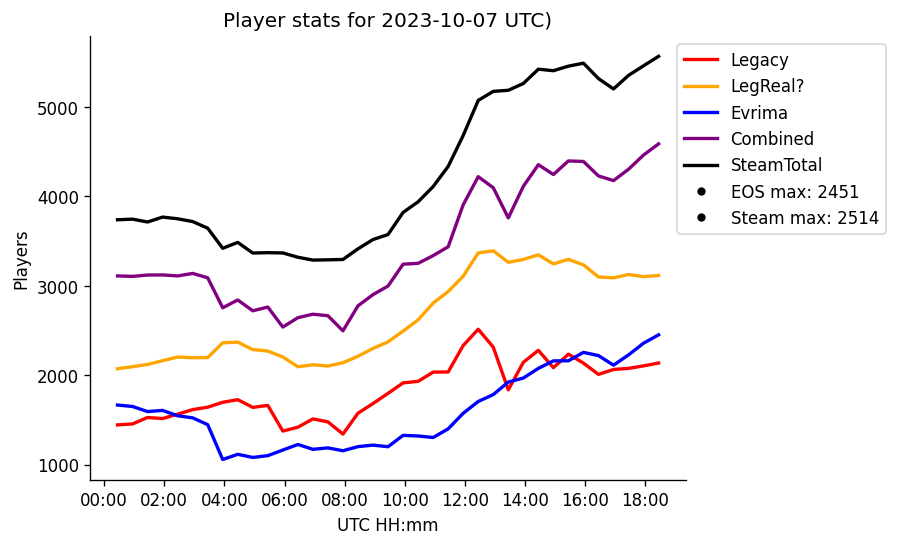 Player stats for 2023-10-07 UTC)
Legacy
LegReal?
Evrima
Combined
SteamTotal
EOS max: 2451
Steam max: 2514
Players
5000
4000
3000
2000
1000
00:00 02:00 04:00 06:00 08:00 10:00 12:00 14:00 16:00 18:00
UTC HH:mm